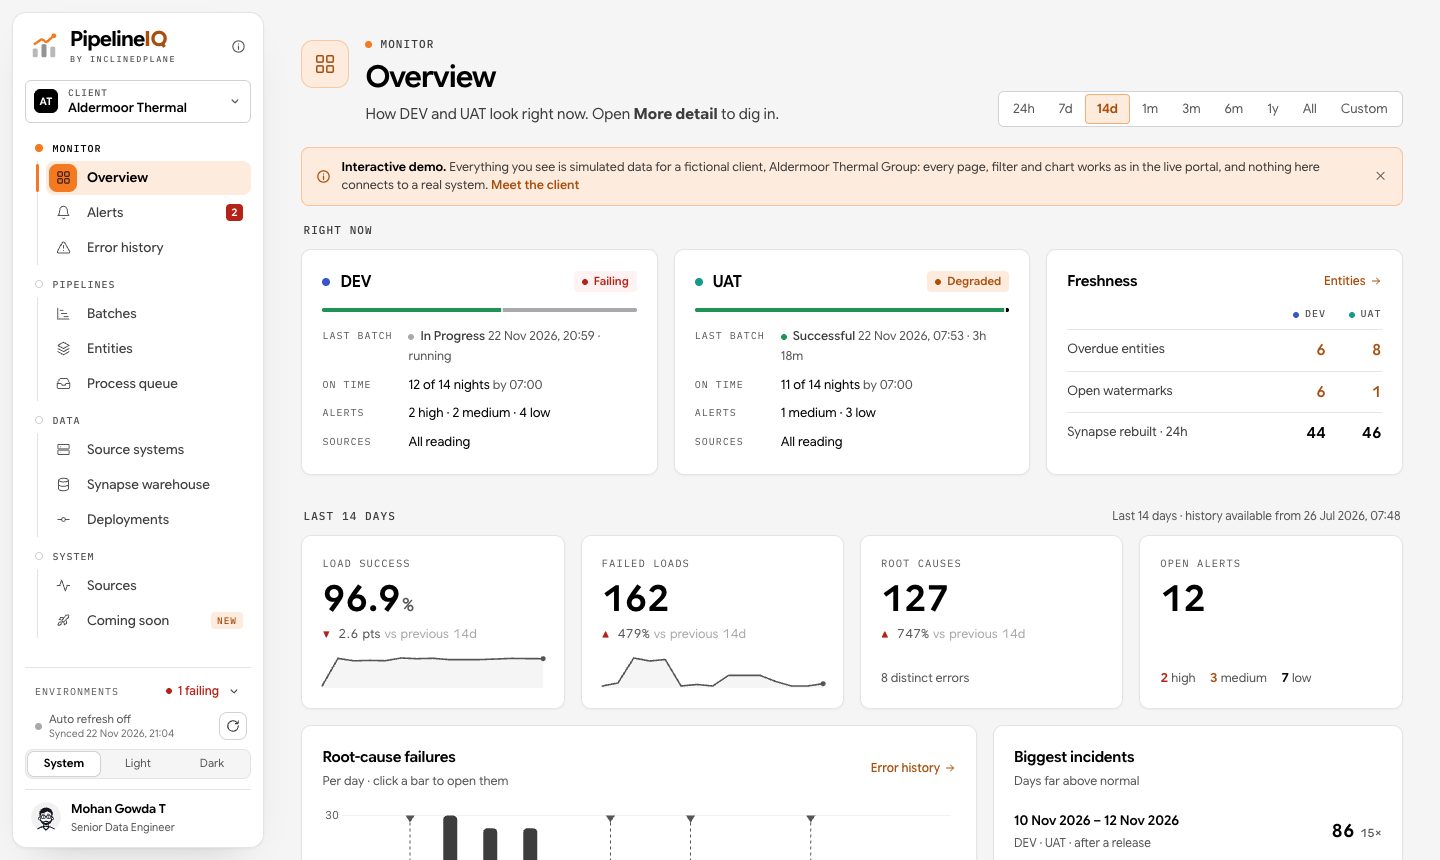 PipelineIQ
BY INCLINEDPLANE
AT
CLIENT
Aldermoor Thermal
MONITOR
Overview
Alerts
2
Error history
PIPELINES
Batches
Entities
Process queue
DATA
Source systems
Synapse warehouse
Deployments
SYSTEM
Sources
Coming soon
NEW
ENVIRONMENTS
1 failing
Auto refresh off
Synced 22 Nov 2026, 21:04
System Light Dark
Mohan Gowda T
Senior Data Engineer
MONITOR
Overview
How DEV and UAT look right now. Open More detail to dig in.
24h 7d 14d 1m 3m 6m 1y All Custom
Interactive demo. Everything you see is simulated data for a fictional client, Aldermoor Thermal Group: every page, filter and chart works as in the live portal, and nothing here
connects to a real system. Meet the client
RIGHT NOW
DEV
Failing
LAST BATCH In Progress 22 Nov 2026, 20:59 ·
running
ON TIME 12 of 14 nights by 07:00
ALERTS 2 high · 2 medium · 4 low
SOURCES All reading
UAT
Degraded
LAST BATCH Successful 22 Nov 2026, 07:53 · 3h
18m
ON TIME 11 of 14 nights by 07:00
ALERTS 1 medium · 3 low
SOURCES All reading
Freshness
Entities →
DEV UAT
Overdue entities 6 8
Open watermarks 6 1
Synapse rebuilt · 24h 44 46
LAST 14 DAYS
Last 14 days · history available from 26 Jul 2026, 07:48
LOAD SUCCESS
96.9%
▼ 2.6 pts vs previous 14d
FAILED LOADS
162
▲ 479% vs previous 14d
ROOT CAUSES
127
▲ 747% vs previous 14d
8 distinct errors
OPEN ALERTS
12
2 high 3 medium 7 low
Root-cause failures
Per day · click a bar to open them
Error history →
30
Biggest incidents
Days far above normal
10 Nov 2026 – 12 Nov 2026
DEV · UAT · after a release
86 15×